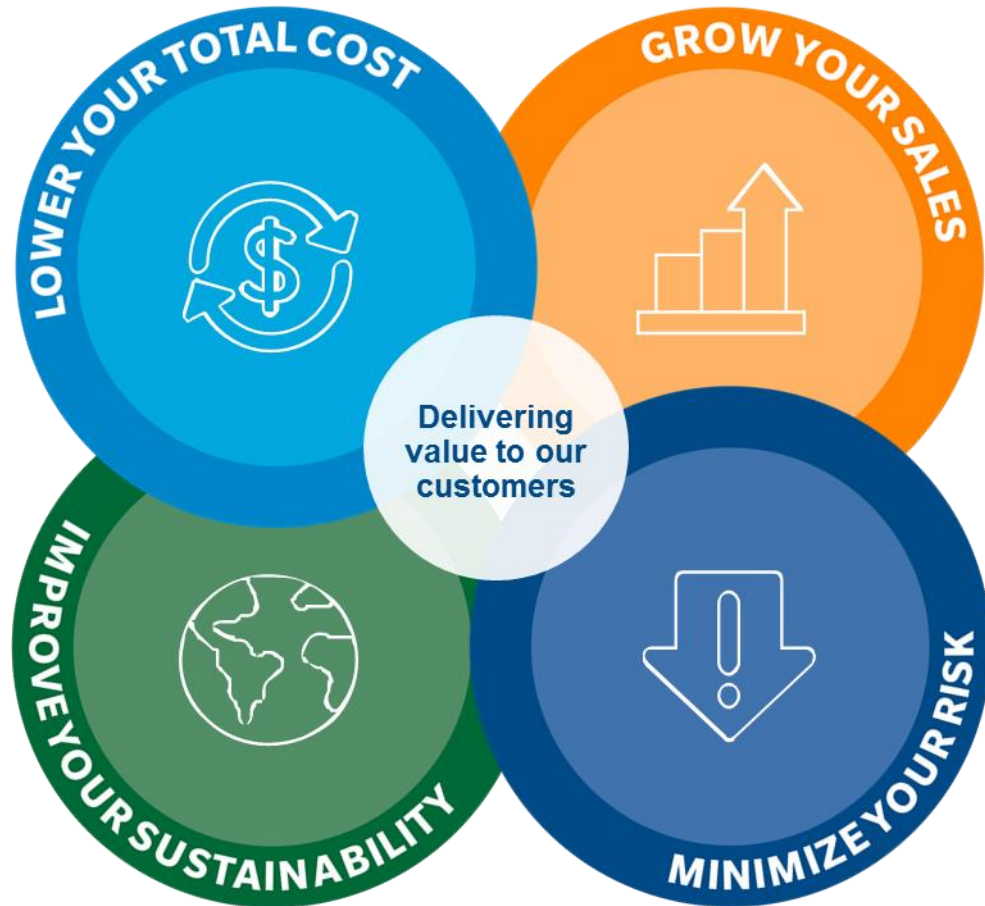 LOWER YOUR TOTAL COST
GROW YOUR SALES
Delivering
value to our
customers
IMPROVE YOUR SUSTAINABILITY
MINIMIZE YOUR RISK